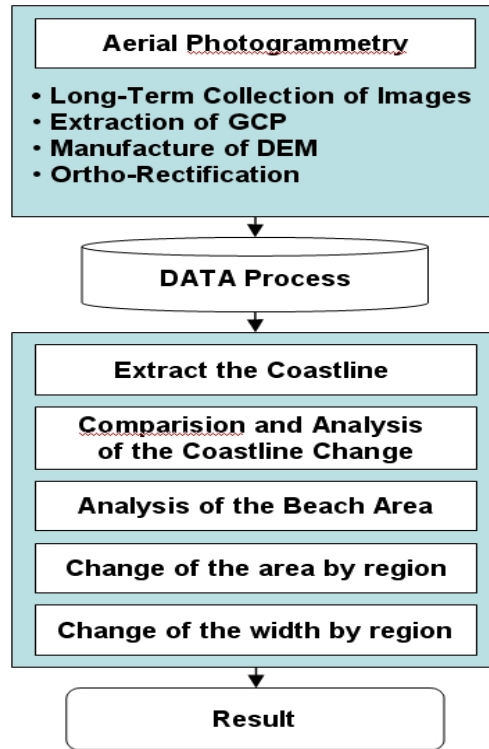 Aerial Photogrammetry
• Long-Term Collection of Images
• Extraction of GCP
• Manufacture of DEM
• Ortho-Rectification
DATA Process
Extract the Coastline
Comparision and Analysis
of the Coastline Change
Analysis of the Beach Area
Change of the area by region
Change of the width by region
Result